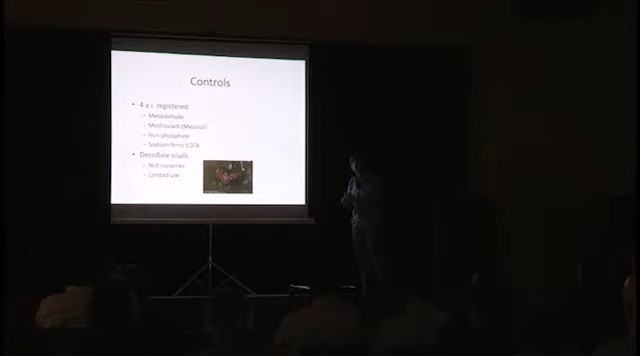 Controls
• 4 a.i. registered
– Metaldehyde
– Methiocarb (Mesurol)
– Iron phosphate
– Sodium ferric EDTA
• Decollate snails
– Not nurseries
– Limited use